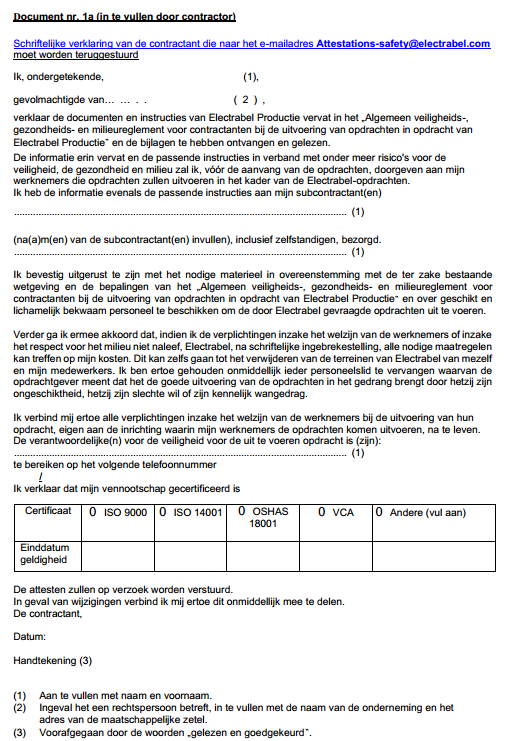 Document nr. 1a (in te vullen door contractor)
Schriftelijke verklaring van de contractant die naar het e-mailadres Attestations-safety@electrabel.com
moet worden teruggestuurd
Ik, ondergetekende, (1),
gevolmachtigde van... ... . . ( 2 ) ,
verklaar de documenten en instructies van Electrabel Productie vervat in het „Algemeen veiligheids-,
gezondheids- en milieureglement voor contractanten bij de uitvoering van opdrachten in opdracht van
Electrabel Productie" en de bijlagen te hebben ontvangen en gelezen.
De informatie erin vervat en de passende instructies in verband met onder meer risico's voor de
veiligheid, de gezondheid en milieu zal ik, vóór de aanvang van de opdrachten, doorgeven aan mijn
werknemers die opdrachten zullen uitvoeren in het kader van de Electrabel-opdrachten.
Ik heb de informatie evenals de passende instructies aan mijn subcontractant(en)
............................................................................................................ (1)
(na(a)m(en) van de subcontractant(en) invullen), inclusief zelfstandigen, bezorgd.
............................................................................................................ (1)
Ik bevestig uitgerust te zijn met het nodige materieel in overeenstemming met de ter zake bestaande
wetgeving en de bepalingen van het „Algemeen veiligheids-, gezondheids- en milieureglement voor
contractanten bij de uitvoering van opdrachten in opdracht van Electrabel Productie" en over geschikt en
lichamelijk bekwaam personeel te beschikken om de door Electrabel gevraagde opdrachten uit te voeren.
Verder ga ik ermee akkoord dat, indien ik de verplichtingen inzake het welzijn van de werknemers of inzake
het respect voor het milieu niet naleef, Electrabel, na schriftelijke ingebrekestelling, alle nodige maatregelen
kan treffen op mijn kosten. Dit kan zelfs gaan tot het verwijderen van de terreinen van Electrabel van mezelf
en mijn medewerkers. Ik ben ertoe gehouden onmiddellijk ieder personeelslid te vervangen waarvan de
opdrachtgever meent dat het de goede uitvoering van de opdrachten in het gedrang brengt door hetzij zijn
ongeschiktheid, hetzij zijn slechte wil of zijn kennelijk wangedrag.
Ik verbind mij ertoe alle verplichtingen inzake het welzijn van de werknemers bij de uitvoering van hun
opdracht, eigen aan de inrichting waarin mijn werknemers de opdrachten komen uitvoeren, na te leven.
De verantwoordelijke(n) voor de veiligheid voor de uit te voeren opdracht is (zijn):
............................................................................................................ (1)
te bereiken op het volgende telefoonnummer
/
Ik verklaar dat mijn vennootschap gecertificeerd is
Certificaat 0 ISO 9000 0 ISO 14001 0 OSHAS 0 VCA 0 Andere (vul aan)
18001
Einddatum
geldigheid
De attesten zullen op verzoek worden verstuurd.
In geval van wijzigingen verbind ik mij ertoe dit onmiddellijk mee te delen.
De contractant,
Datum:
Handtekening (3)
(1) Aan te vullen met naam en voornaam.
(2) Ingeval het een rechtspersoon betreft, in te vullen met de naam van de onderneming en het
adres van de maatschappelijke zetel.
(3) Voorafgegaan door de woorden „gelezen en goedgekeurd".